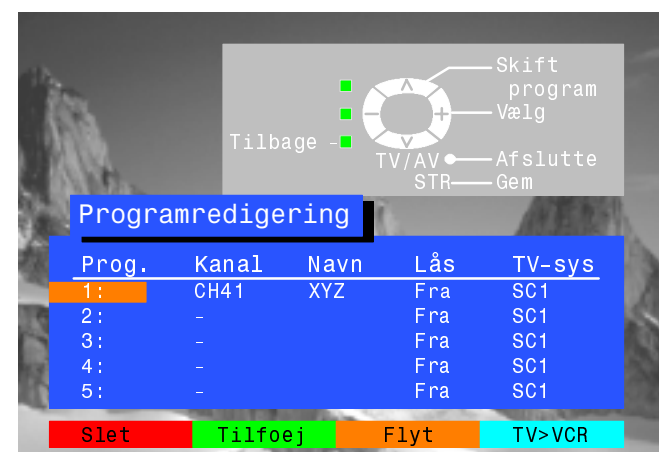 Skift
program
Vælg
Tilbage -
TV/AV
Afslutte
STR
Gem
Programredigering
Prog. Kanal Navn Lås TV-sys
1: CH41 XYZ Fra SC1
2: - Fra SC1
3: - Fra SC1
4: - Fra SC1
5: - Fra SC1
Slet Tilfoej Flyt TV>VCR